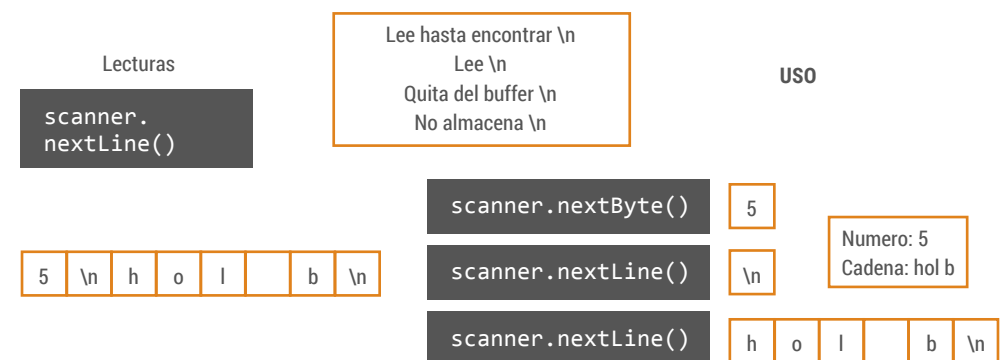 Lecturas
scanner.
nextLine()
Lee hasta encontrar \n
Lee \n
Quita del buffer \n
No almacena \n
USO
5 \n h o l b \n
scanner.nextByte() 5
scanner.nextLine() \n
scanner.nextLine() h o l b \n
Numero: 5
Cadena: hol b